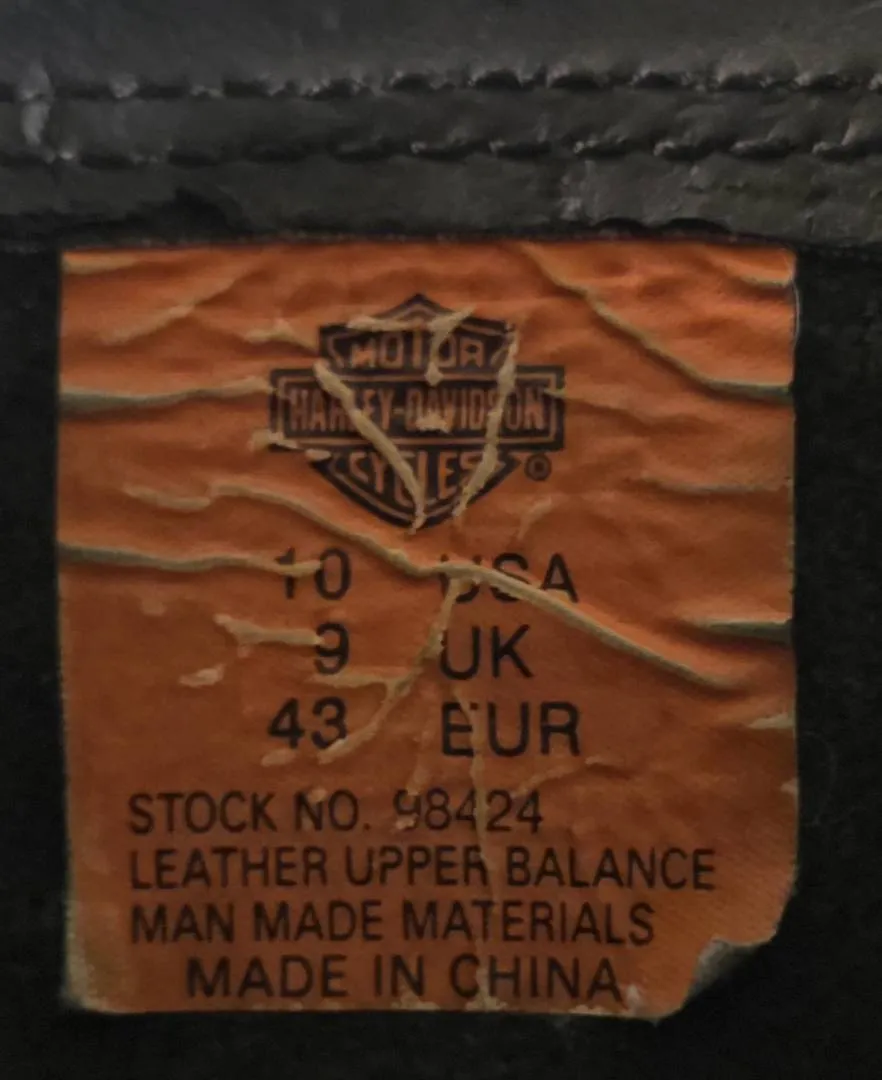 MOTOR
HARLEY-DAVIDSON
CYCLES ®
10 USA
9 UK
43 EUR
STOCK NO. 98424
LEATHER UPPER BALANCE
MAN MADE MATERIALS
MADE IN CHINA